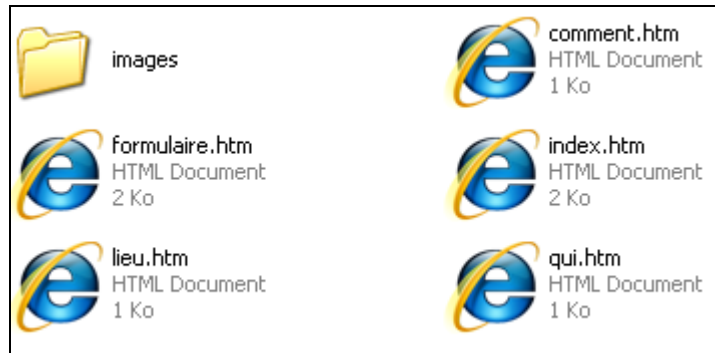 images
comment.htm
HTML Document
1 Ko
formulaire.htm
HTML Document
2 Ko
index.htm
HTML Document
2 Ko
lieu.htm
HTML Document
1 Ko
qui.htm
HTML Document
1 Ko